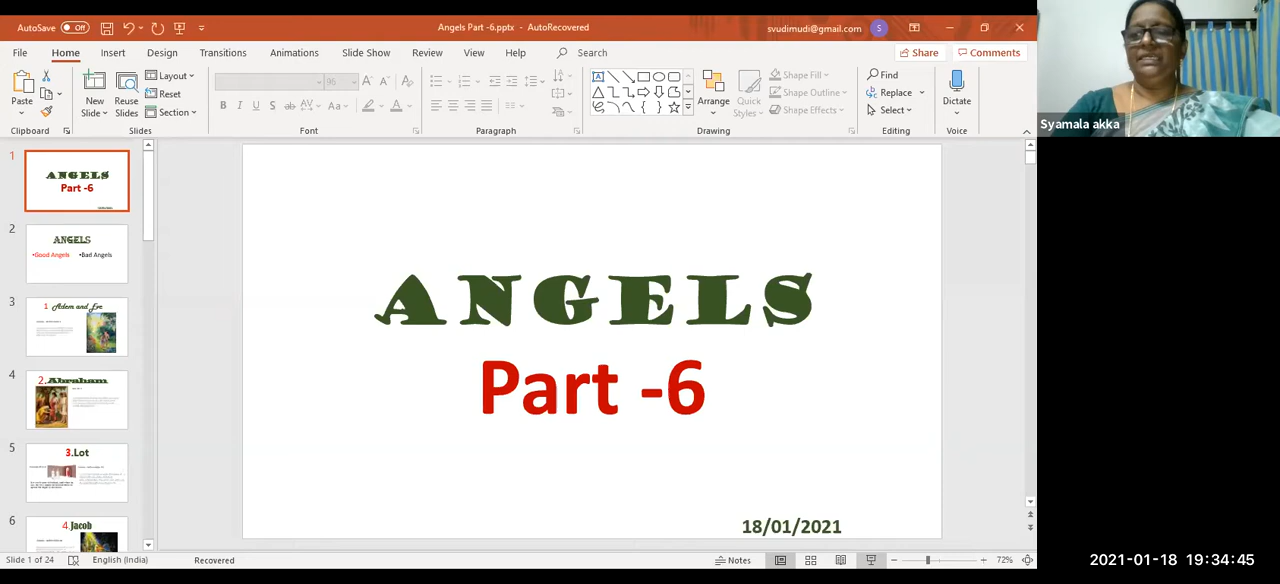 AutoSave Off
Angels Part -6.pptx - AutoRecovered
svudimudi@gmail.com S
File Home Insert Design Transitions Animations Slide Show Review View Help Search
Share Comments
Paste
Clipboard
New Slides
Reuse Slides
Layout
Reset
Section
Slides
96
Font
Paragraph
Arrange
Quick Styles
Shape Fill
Shape Outline
Shape Effects
Drawing
Find
Replace
Select
Editing
Dictate
Voice
Syamala akka
1
ANGELS
Part -6
2
ANGELS
•Good Angels •Bad Angels
3
1 Adem and Eve
4
2.Abraham
5
3.Lot
6
4.Jacob
ANGELS
Part -6
18/01/2021
Slide 1 of 24 English (India) Recovered Notes 72%
2021-01-18 19:34:45